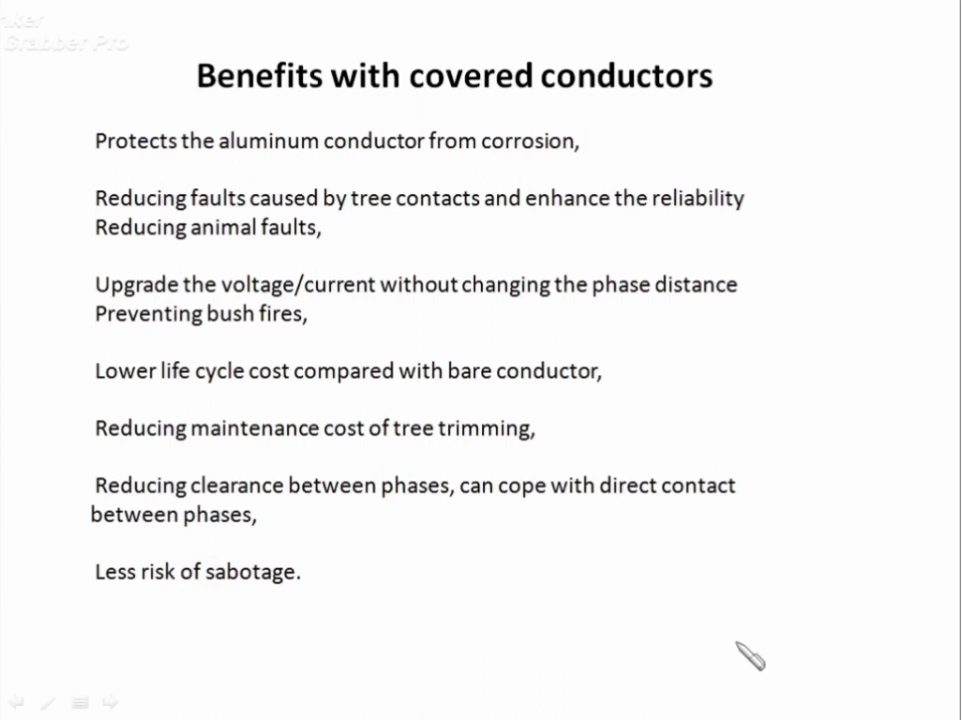 Grabber Pro
Benefits with covered conductors
Protects the aluminum conductor from corrosion,
Reducing faults caused by tree contacts and enhance the reliability
Reducing animal faults,
Upgrade the voltage/current without changing the phase distance
Preventing bush fires,
Lower life cycle cost compared with bare conductor,
Reducing maintenance cost of tree trimming,
Reducing clearance between phases, can cope with direct contact
between phases,
Less risk of sabotage.